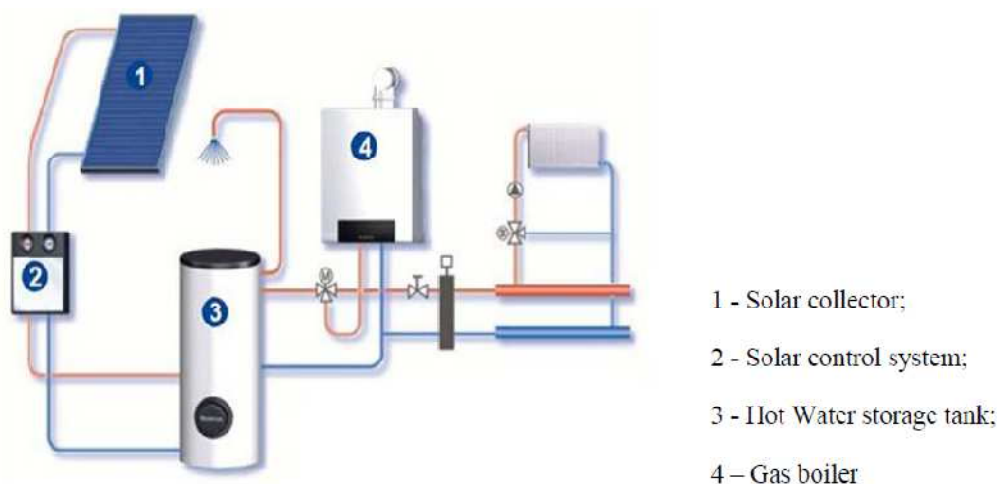 1
2
3
4
M
1 - Solar collector;
2 - Solar control system;
3 - Hot Water storage tank;
4 – Gas boiler